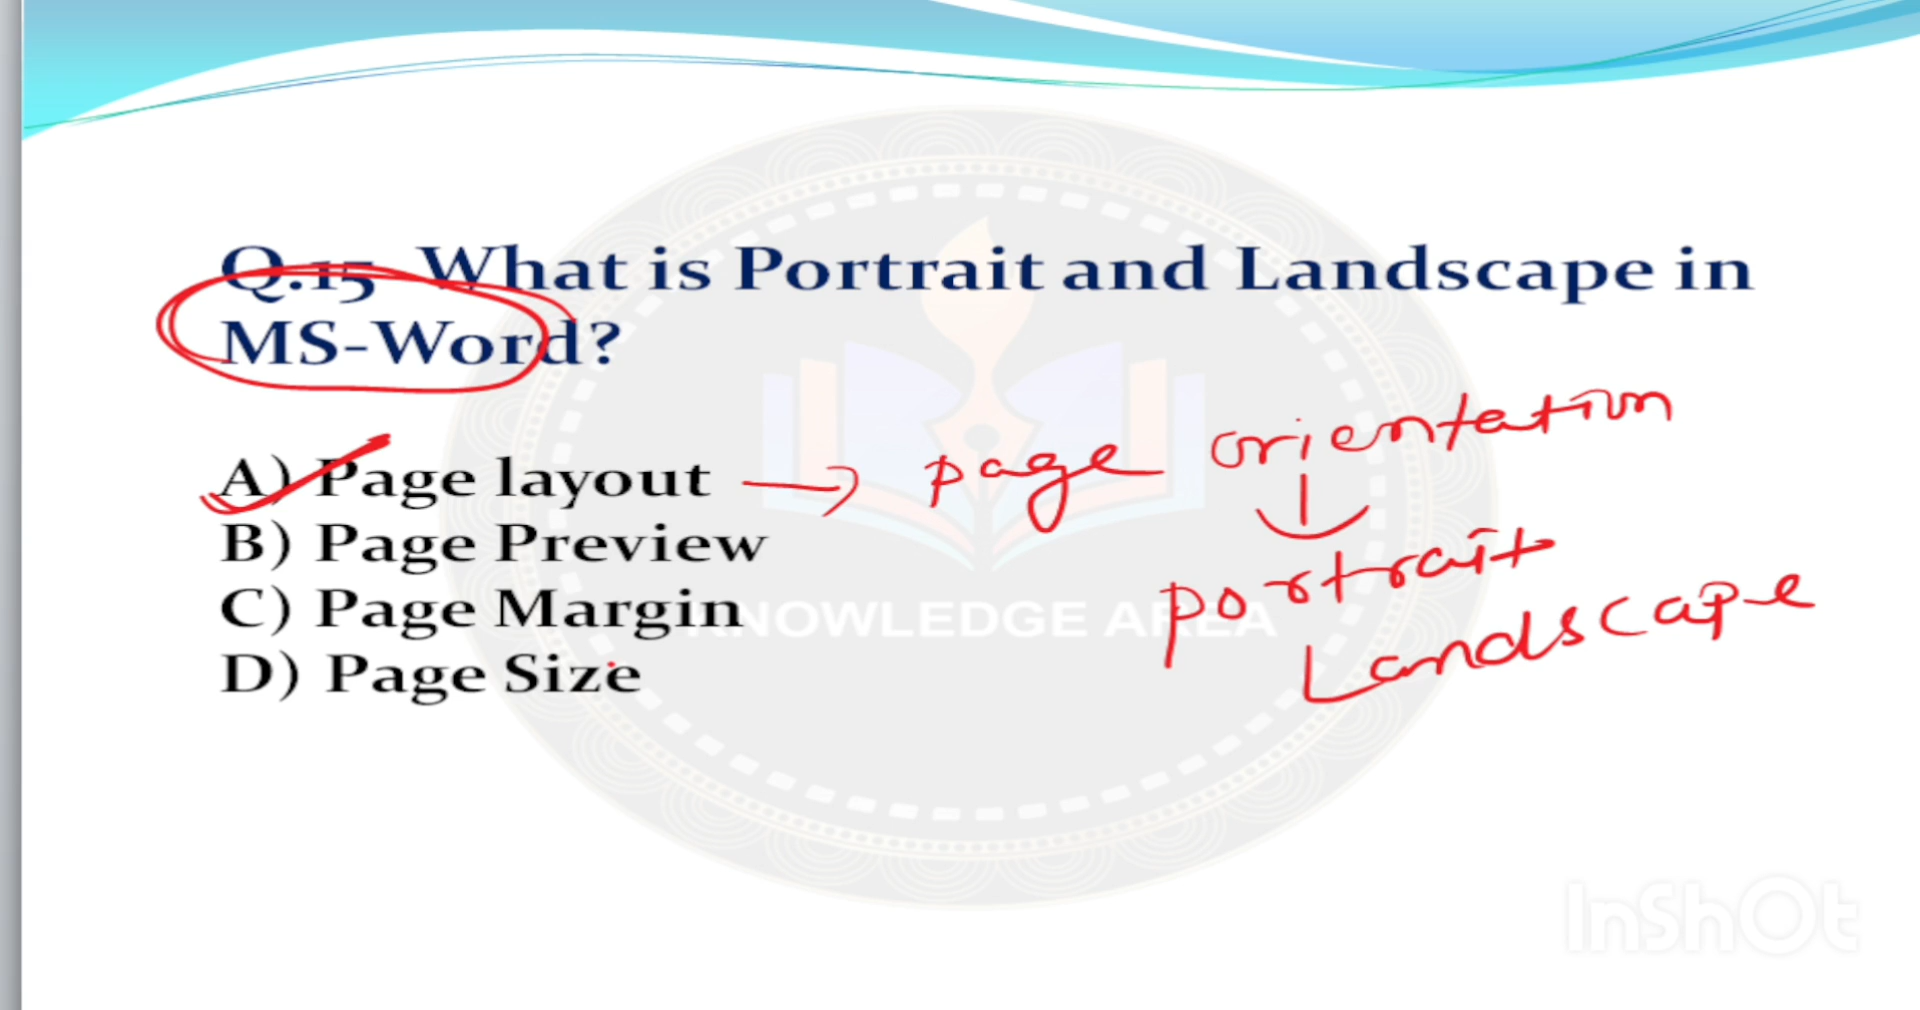 Q.15 What is Portrait and Landscape in
MS-Word?
A) Page layout → page orientation
B) Page Preview
portrait
C) Page Margin
Landscape
KNOWLEDGE AREA
D) Page Size
InShOt